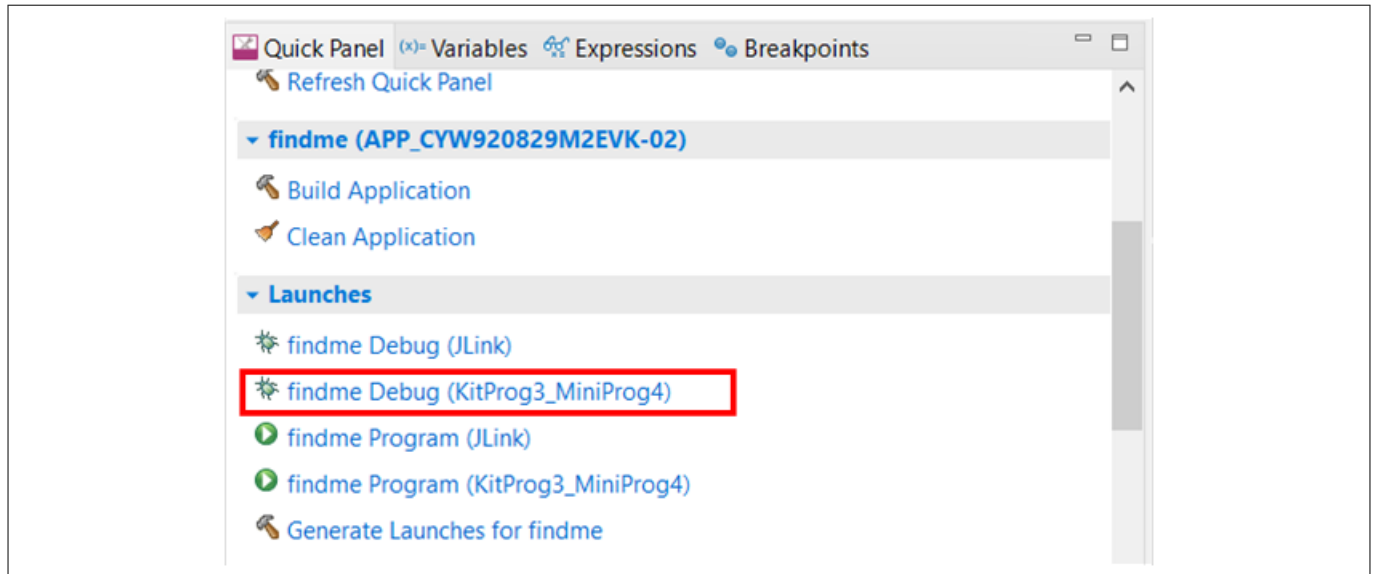 Quick Panel (x)= Variables Expressions Breakpoints
Refresh Quick Panel
findme (APP_CYW920829M2EVK-02)
Build Application
Clean Application
Launches
findme Debug (JLink)
findme Debug (KitProg3_MiniProg4)
findme Program (JLink)
findme Program (KitProg3_MiniProg4)
Generate Launches for findme